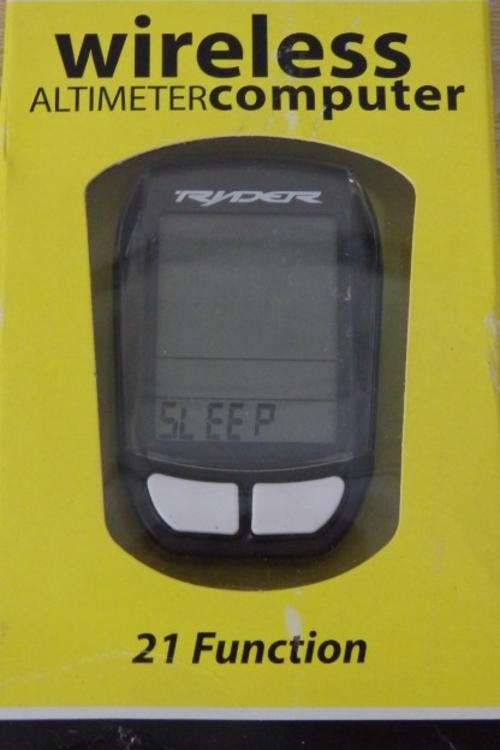 wireless
ALTIMETERcomputer
RYDER
SLEEP
21 Function